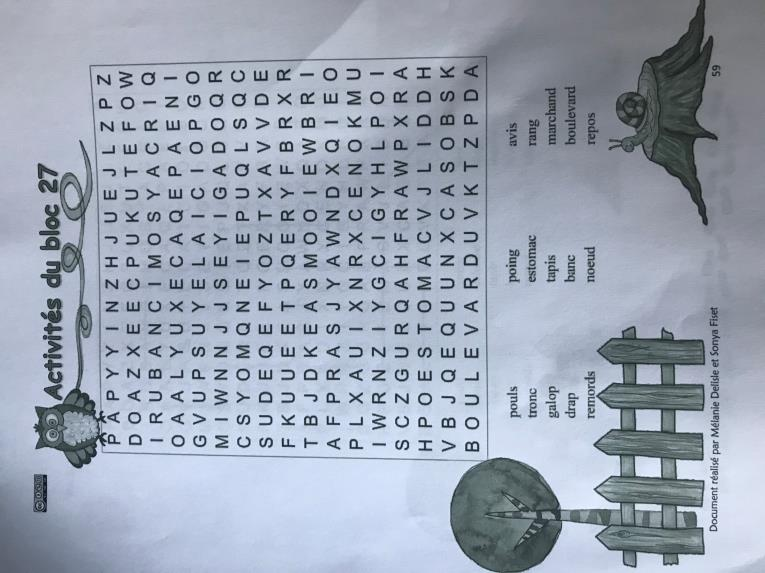 Activités du bloc 27
P A P Y Y I N Z H J U E J L Z P Z
D O A Z X E E C P U K U T E F O W
I R U B A N C I M O S Y A C R I Q
O A A L Y U X E C A Q E P A E N I
G V U P S U Y E L A I C I O P G O
M I W N N J J S E Y I G A D O Q R
C S Y O M Q N E I E P U Q L S Q C
S U D E Q E F Y O Z T X A V V D E
F K U U E E T P Q E R Y F B R X R
T B J D K E A S M O O I E W B R I
A F P R A S J Y A W N D X Q I E O
P L X A U I X N R X C E N O K M U
I W R N Z I Y G C C G Y H L P O I
S C Z G U R Q A H F R A W P X R A
H P O E S T O M A C V J L I D D H
V B J Q E Q U U N X C A S O B S K
B O U L E V A R D U V K T Z P D A
pouls poing avis
tronc estomac rang
galop tapis marchand
drap banc boulevard
remords noeud repos
Document réalisé par Mélanie Delisle et Sonya Fiset
59